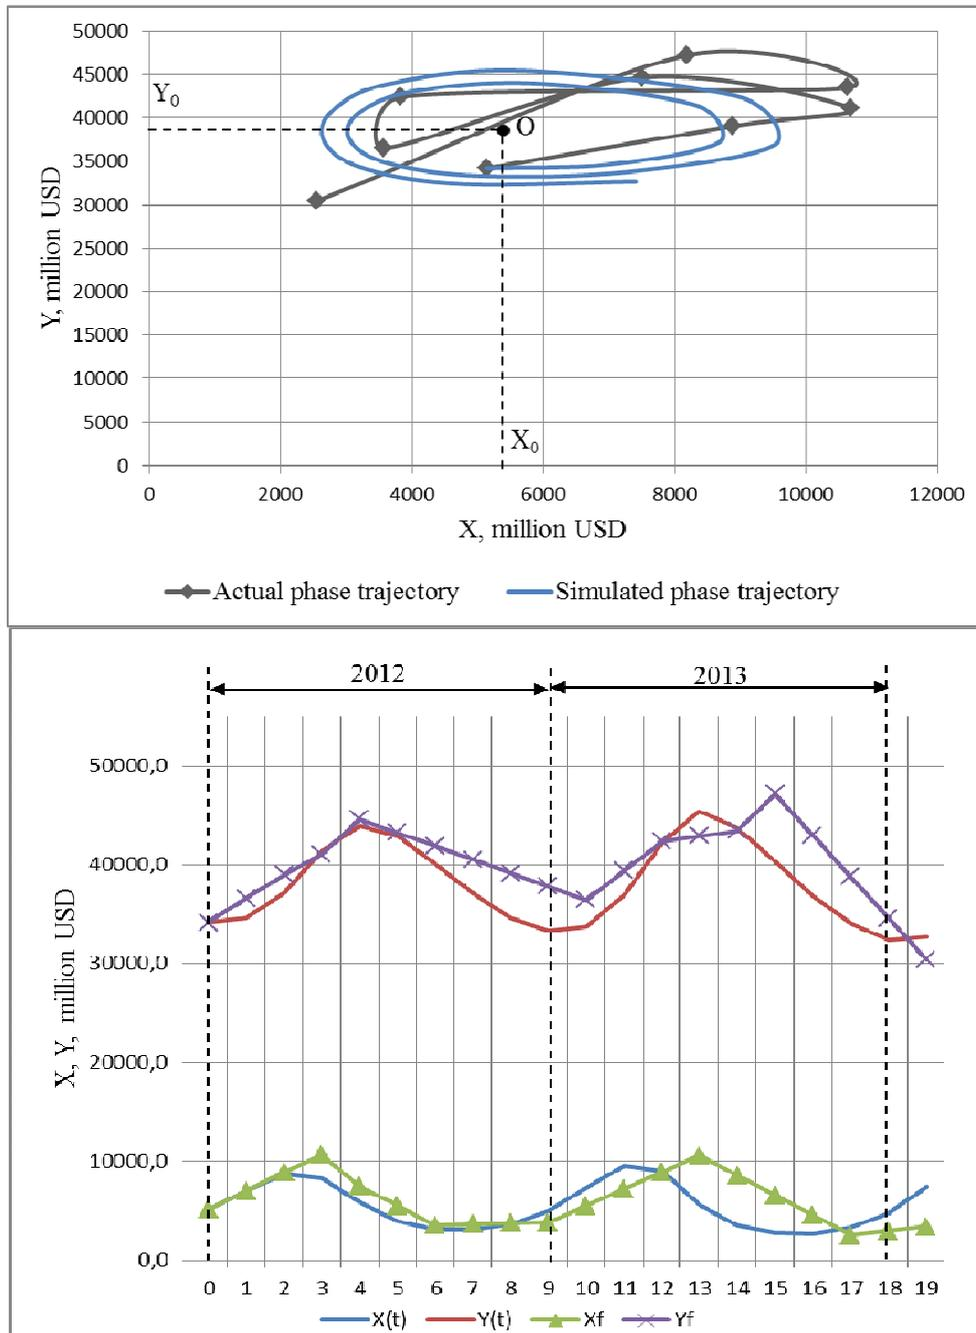 50000
45000
40000
35000
30000
25000
20000
15000
10000
5000
0
Y, million USD
Y0
O
X0
0 2000 4000 6000 8000 10000 12000
X, million USD
Actual phase trajectory Simulated phase trajectory
2012 2013
50000,0
40000,0
30000,0
20000,0
10000,0
0,0
X, Y, million USD
0 1 2 3 4 5 6 7 8 9 10 11 12 13 14 15 16 17 18 19
X(t) Y(t) Xf Yf